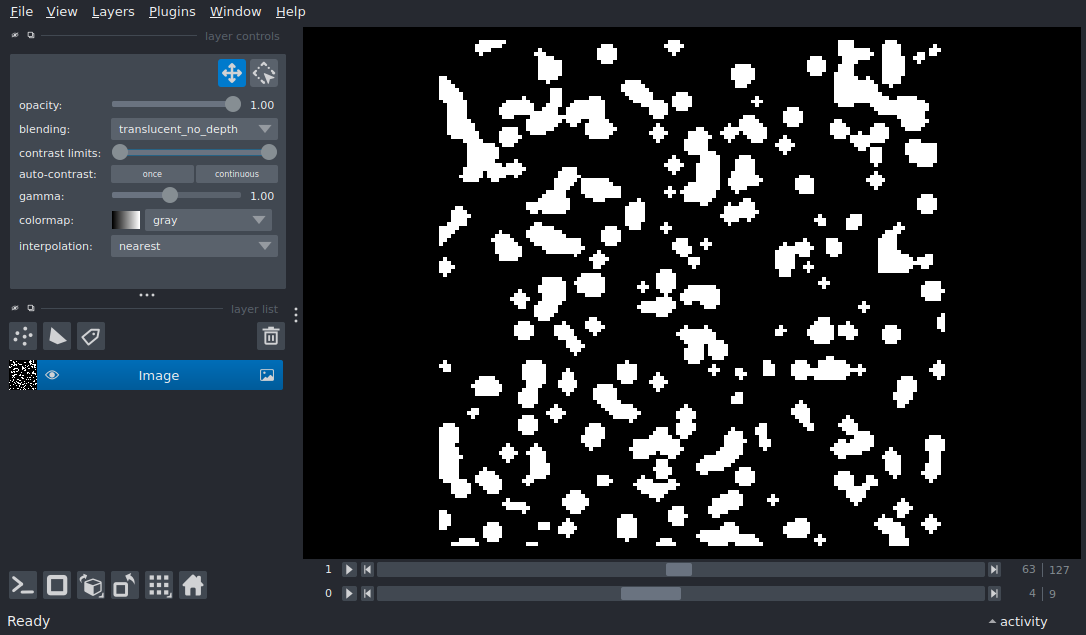 File View Layers Plugins Window Help
layer controls
opacity: 1.00
blending: translucent_no_depth
contrast limits:
auto-contrast: once continuous
gamma: 1.00
colormap: gray
interpolation: nearest
layer list
Image
1 63 127
0 4 9
Ready activity